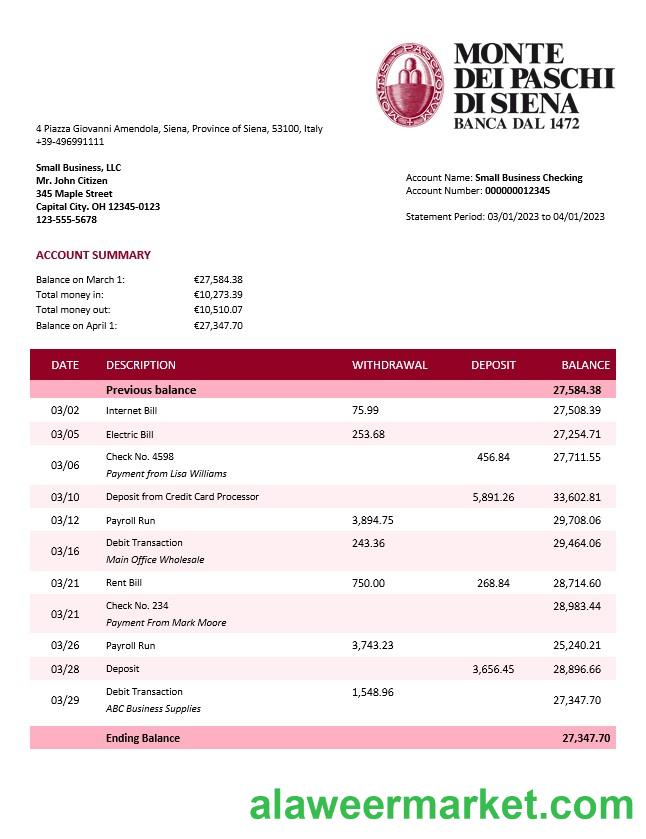 MONTIS PASCUORUM
MONTE
DEI PASCHI
DI SIENA
BANCA DAL 1472
4 Piazza Giovanni Amendola, Siena, Province of Siena, 53100, Italy
+39-496991111
Small Business, LLC
Mr. John Citizen
345 Maple Street
Capital City. OH 12345-0123
123-555-5678
Account Name: Small Business Checking
Account Number: 000000012345
Statement Period: 03/01/2023 to 04/01/2023
ACCOUNT SUMMARY
Balance on March 1: €27,584.38
Total money in: €10,273.39
Total money out: €10,510.07
Balance on April 1: €27,347.70
DATE DESCRIPTION WITHDRAWAL DEPOSIT BALANCE
Previous balance 27,584.38
03/02 Internet Bill 75.99 27,508.39
03/05 Electric Bill 253.68 27,254.71
03/06 Check No. 4598 456.84 27,711.55
Payment from Lisa Williams
03/10 Deposit from Credit Card Processor 5,891.26 33,602.81
03/12 Payroll Run 3,894.75 29,708.06
03/16 Debit Transaction 243.36 29,464.06
Main Office Wholesale
03/21 Rent Bill 750.00 268.84 28,714.60
03/21 Check No. 234 28,983.44
Payment From Mark Moore
03/26 Payroll Run 3,743.23 25,240.21
03/28 Deposit 3,656.45 28,896.66
03/29 Debit Transaction 1,548.96 27,347.70
ABC Business Supplies
Ending Balance 27,347.70
alaweermarket.com